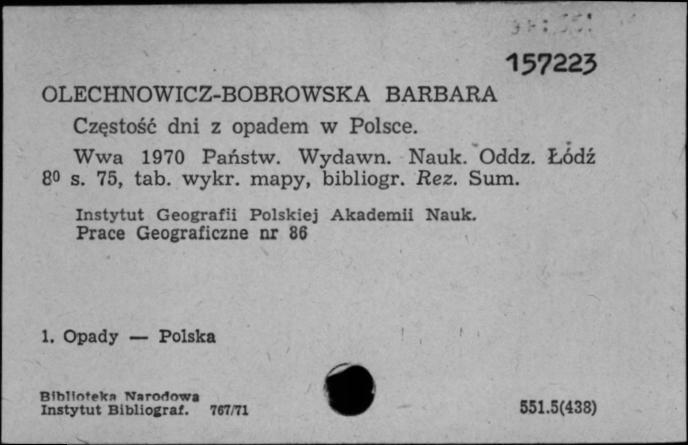 157223
OLECHNOWICZ-BOBROWSKA BARBARA
Częstość dni z opadem w Polsce.
Wwa 1970 Państw. Wydawn. Nauk. Oddz. Łódź
8⁰ s. 75, tab. wykr. mapy, bibliogr. Rez. Sum.
Instytut Geografii Polskiej Akademii Nauk.
Prace Geograficzne nr 86
1. Opady — Polska
Biblioteka Narodowa
Instytut Bibliograf. 767/71
551.5(438)